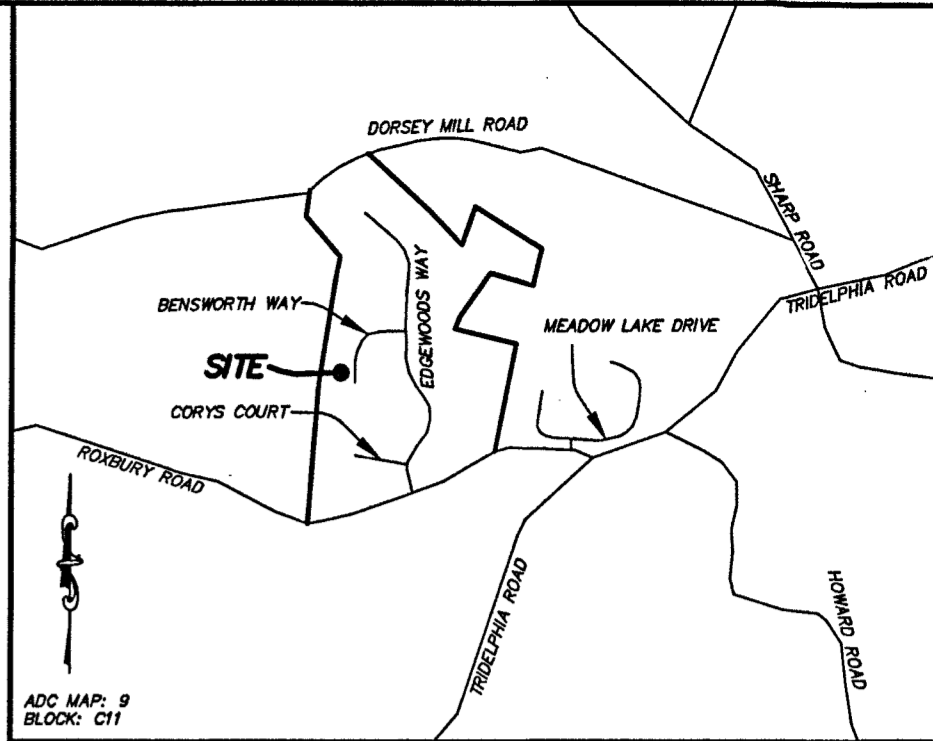 DORSEY MILL ROAD
SHARP ROAD
TRIDELPHIA ROAD
EDGEWOODS WAY
BENSWORTH WAY
MEADOW LAKE DRIVE
SITE
CORYS COURT
ROXBURY ROAD
TRIDELPHIA ROAD
HOWARD ROAD
ADC MAP: 9
BLOCK: C11